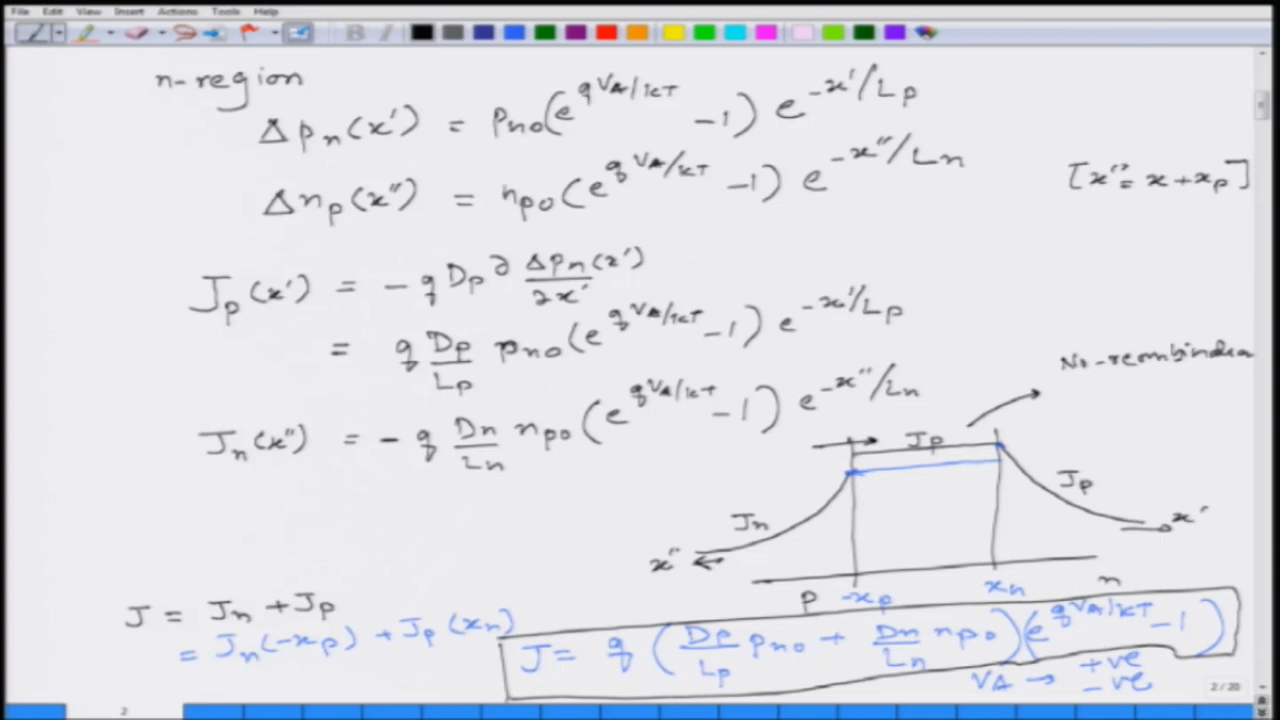 File Edit View Insert Actions Tools Help
n-region
Δpn(x') = pno(e^qVA/kT -1) e^-x'/Lp
Δnp(x'') = npo(e^qVA/kT -1) e^-x''/Ln
[x'' = x + xp]
Jp(x') = - q Dp ∂ Δpn(x') / ∂x'
= q Dp/Lp pno(e^qVA/kT -1) e^-x'/Lp
Jn(x'') = - q Dn/Ln npo(e^qVA/kT -1) e^-x''/Ln
No-recombination
Jp
Jp
Jn
x'
x''
P -xp xn n
J = Jn + Jp
= Jn(-xp) + Jp(xn)
J = q (Dp/Lp pno + Dn/Ln npo)(e^qVA/kT -1)
VA → +ve
-ve
2 / 20
2